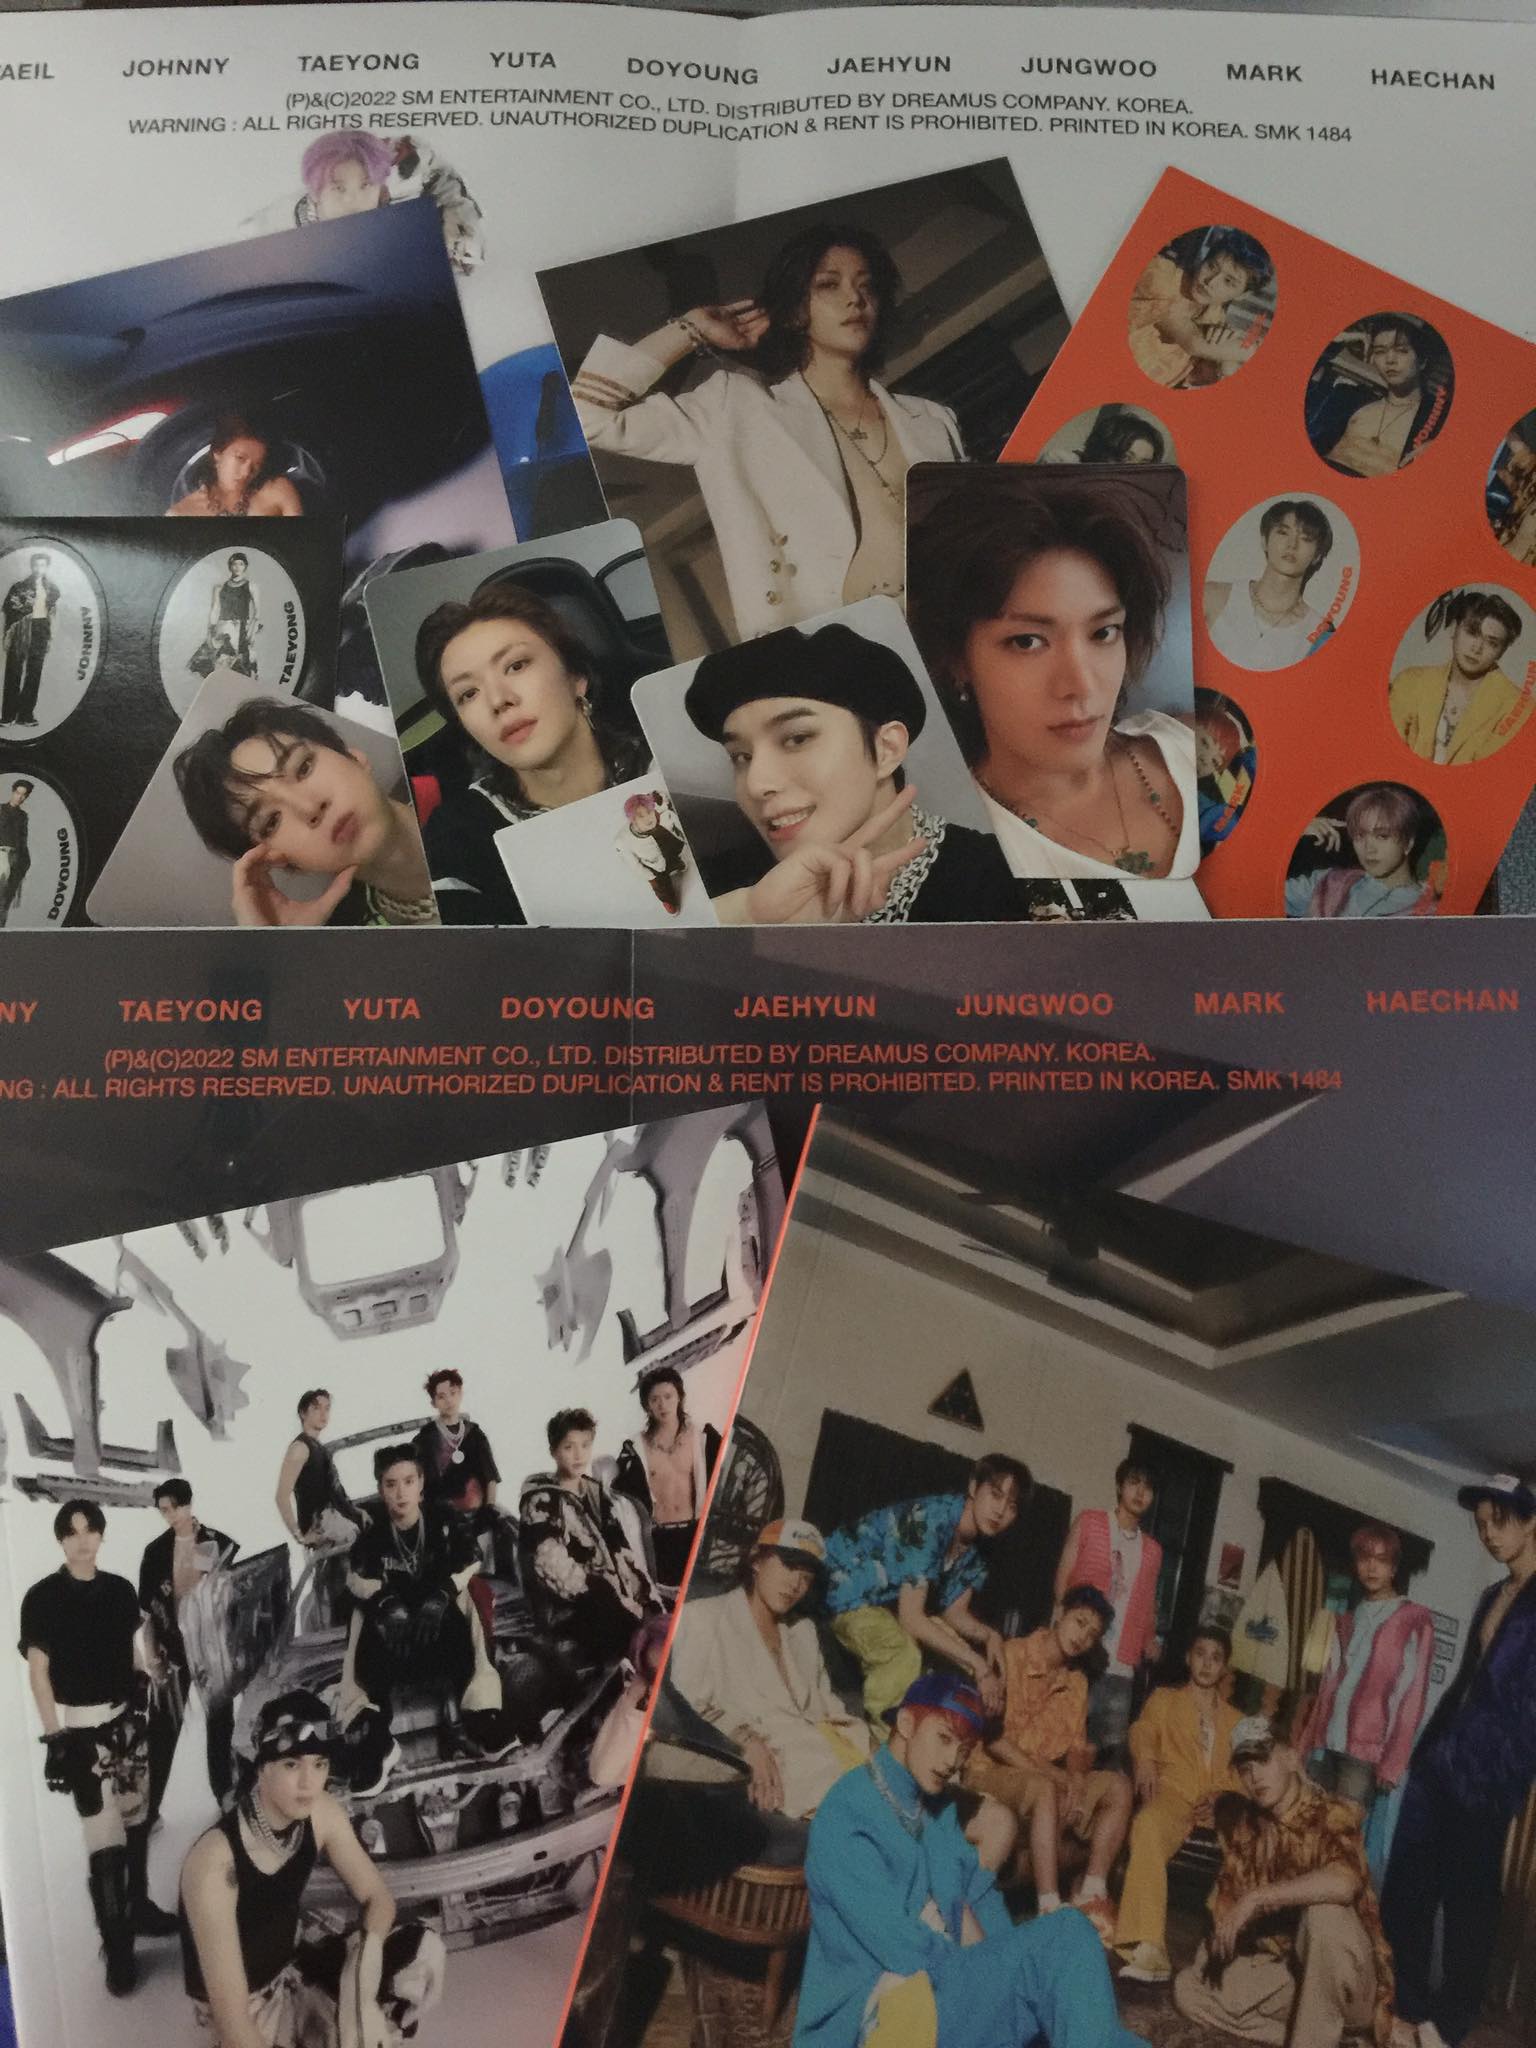 AEIL JOHNNY TAEYONG YUTA DOYOUNG JAEHYUN JUNGWOO MARK HAECHAN
(P)&(C)2022 SM ENTERTAINMENT CO., LTD. DISTRIBUTED BY DREAMUS COMPANY. KOREA.
WARNING : ALL RIGHTS RESERVED. UNAUTHORIZED DUPLICATION & RENT IS PROHIBITED. PRINTED IN KOREA. SMK 1484
JOHNNY
DOYOUNG
JAEHYUN
MARK
JOHNNY
TAEYONG
DOYOUNG
NY TAEYONG YUTA DOYOUNG JAEHYUN JUNGWOO MARK HAECHAN
(P)&(C)2022 SM ENTERTAINMENT CO., LTD. DISTRIBUTED BY DREAMUS COMPANY. KOREA.
NG : ALL RIGHTS RESERVED. UNAUTHORIZED DUPLICATION & RENT IS PROHIBITED. PRINTED IN KOREA. SMK 1484